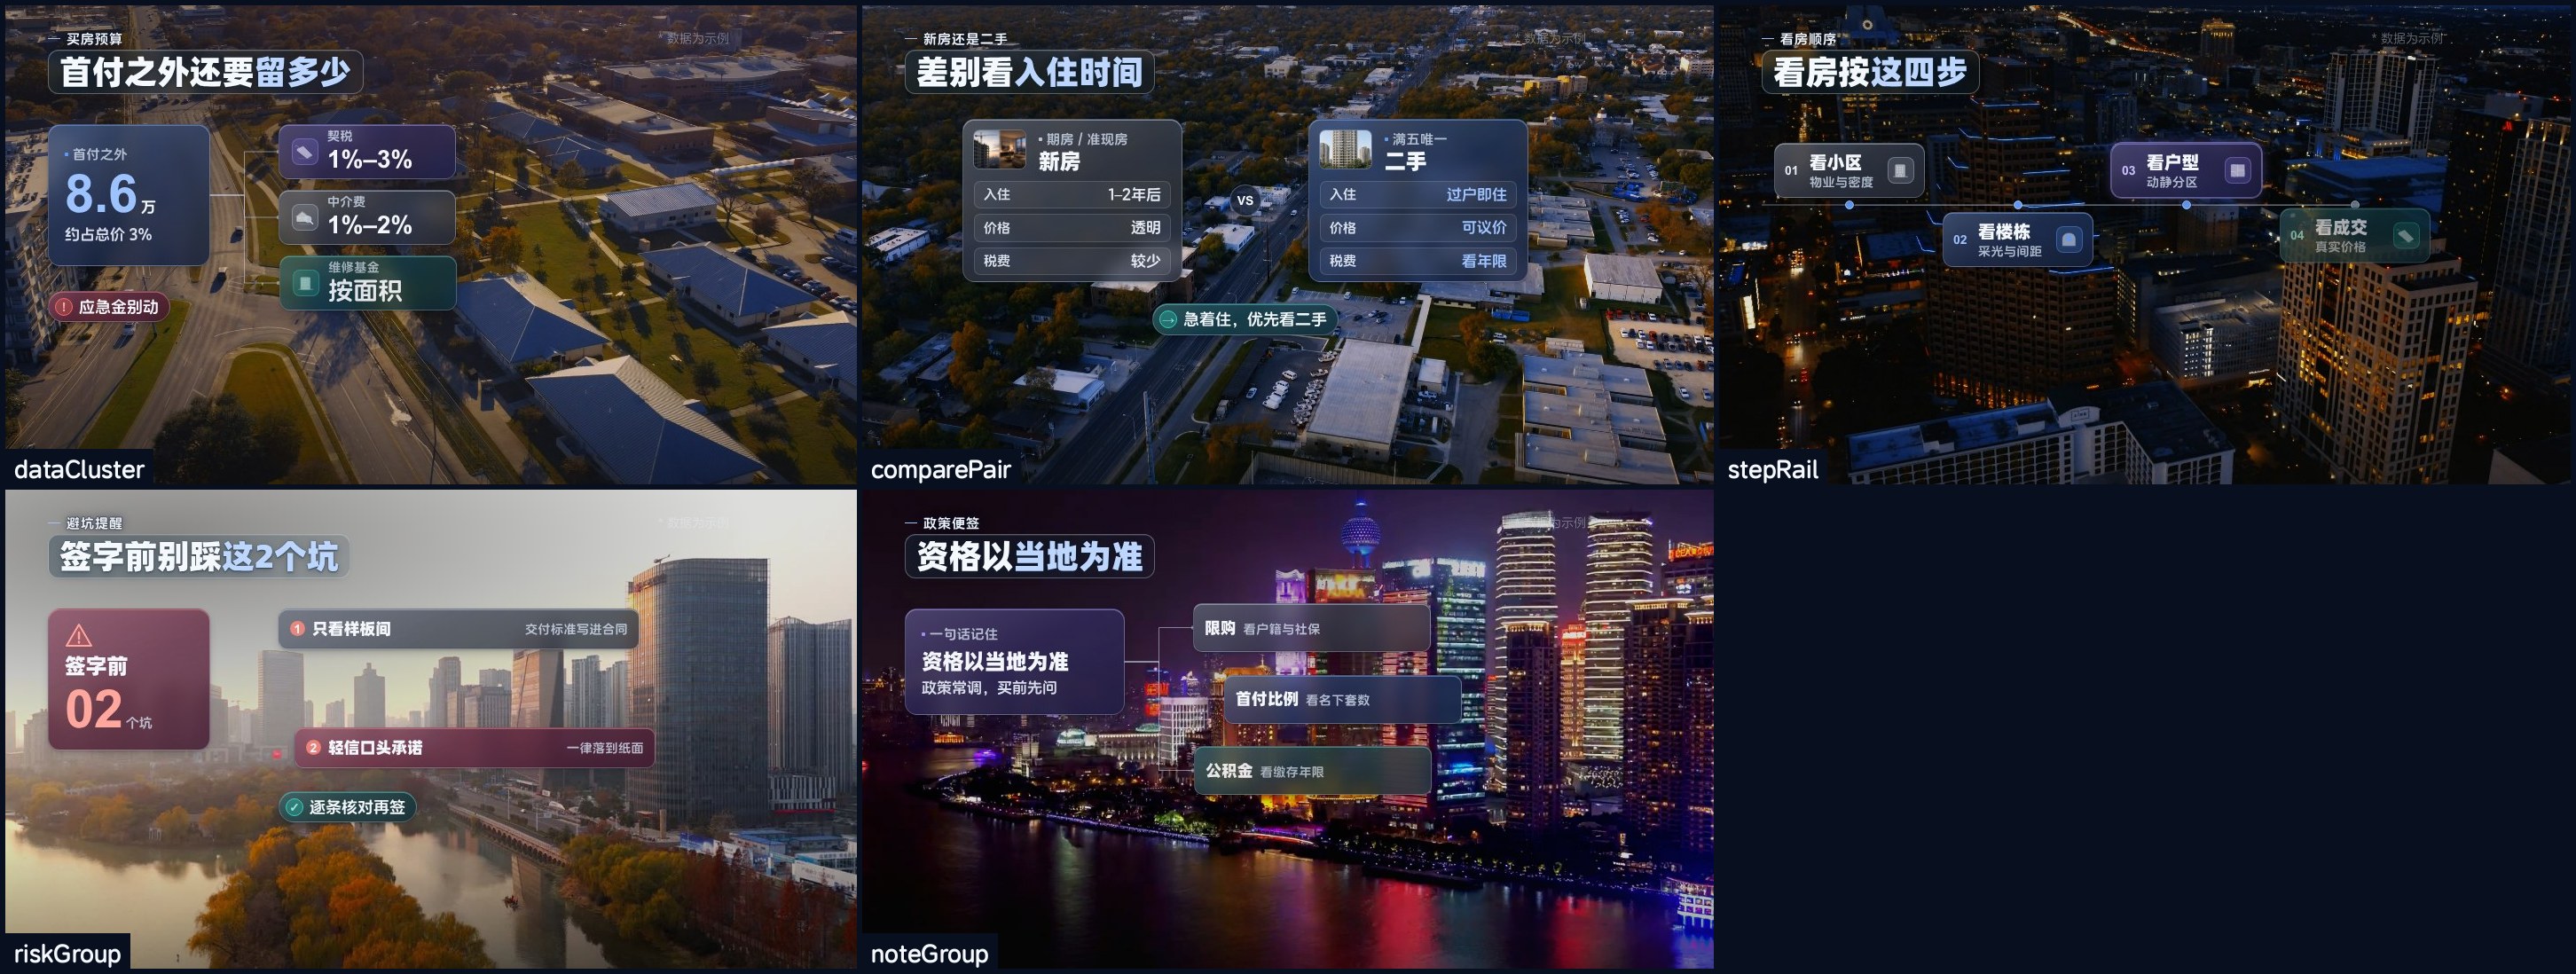 买房预算
* 数据为示例
首付之外还要留多少
首付之外
8.6 万
约占总价 3%
契税
1%–3%
中介费
1%–2%
维修基金
按面积
! 应急金别动
dataCluster
新房还是二手
* 数据为示例
差别看入住时间
期房 / 准现房
新房
入住 1–2年后
价格 透明
税费 较少
VS
满五唯一
二手
入住 过户即住
价格 可议价
税费 看年限
→ 急着住，优先看二手
comparePair
看房顺序
* 数据为示例
看房按这四步
01 看小区
物业与密度
02 看楼栋
采光与间距
03 看户型
动静分区
04 看成交
真实价格
stepRail
避坑提醒
* 数据为示例
签字前别踩这2个坑
签字前
02 个坑
1 只看样板间 交付标准写进合同
2 轻信口头承诺 一律落到纸面
✓ 逐条核对再签
riskGroup
政策便签
为示例
资格以当地为准
一句话记住
资格以当地为准
政策常调，买前先问
限购 看户籍与社保
首付比例 看名下套数
公积金 看缴存年限
noteGroup